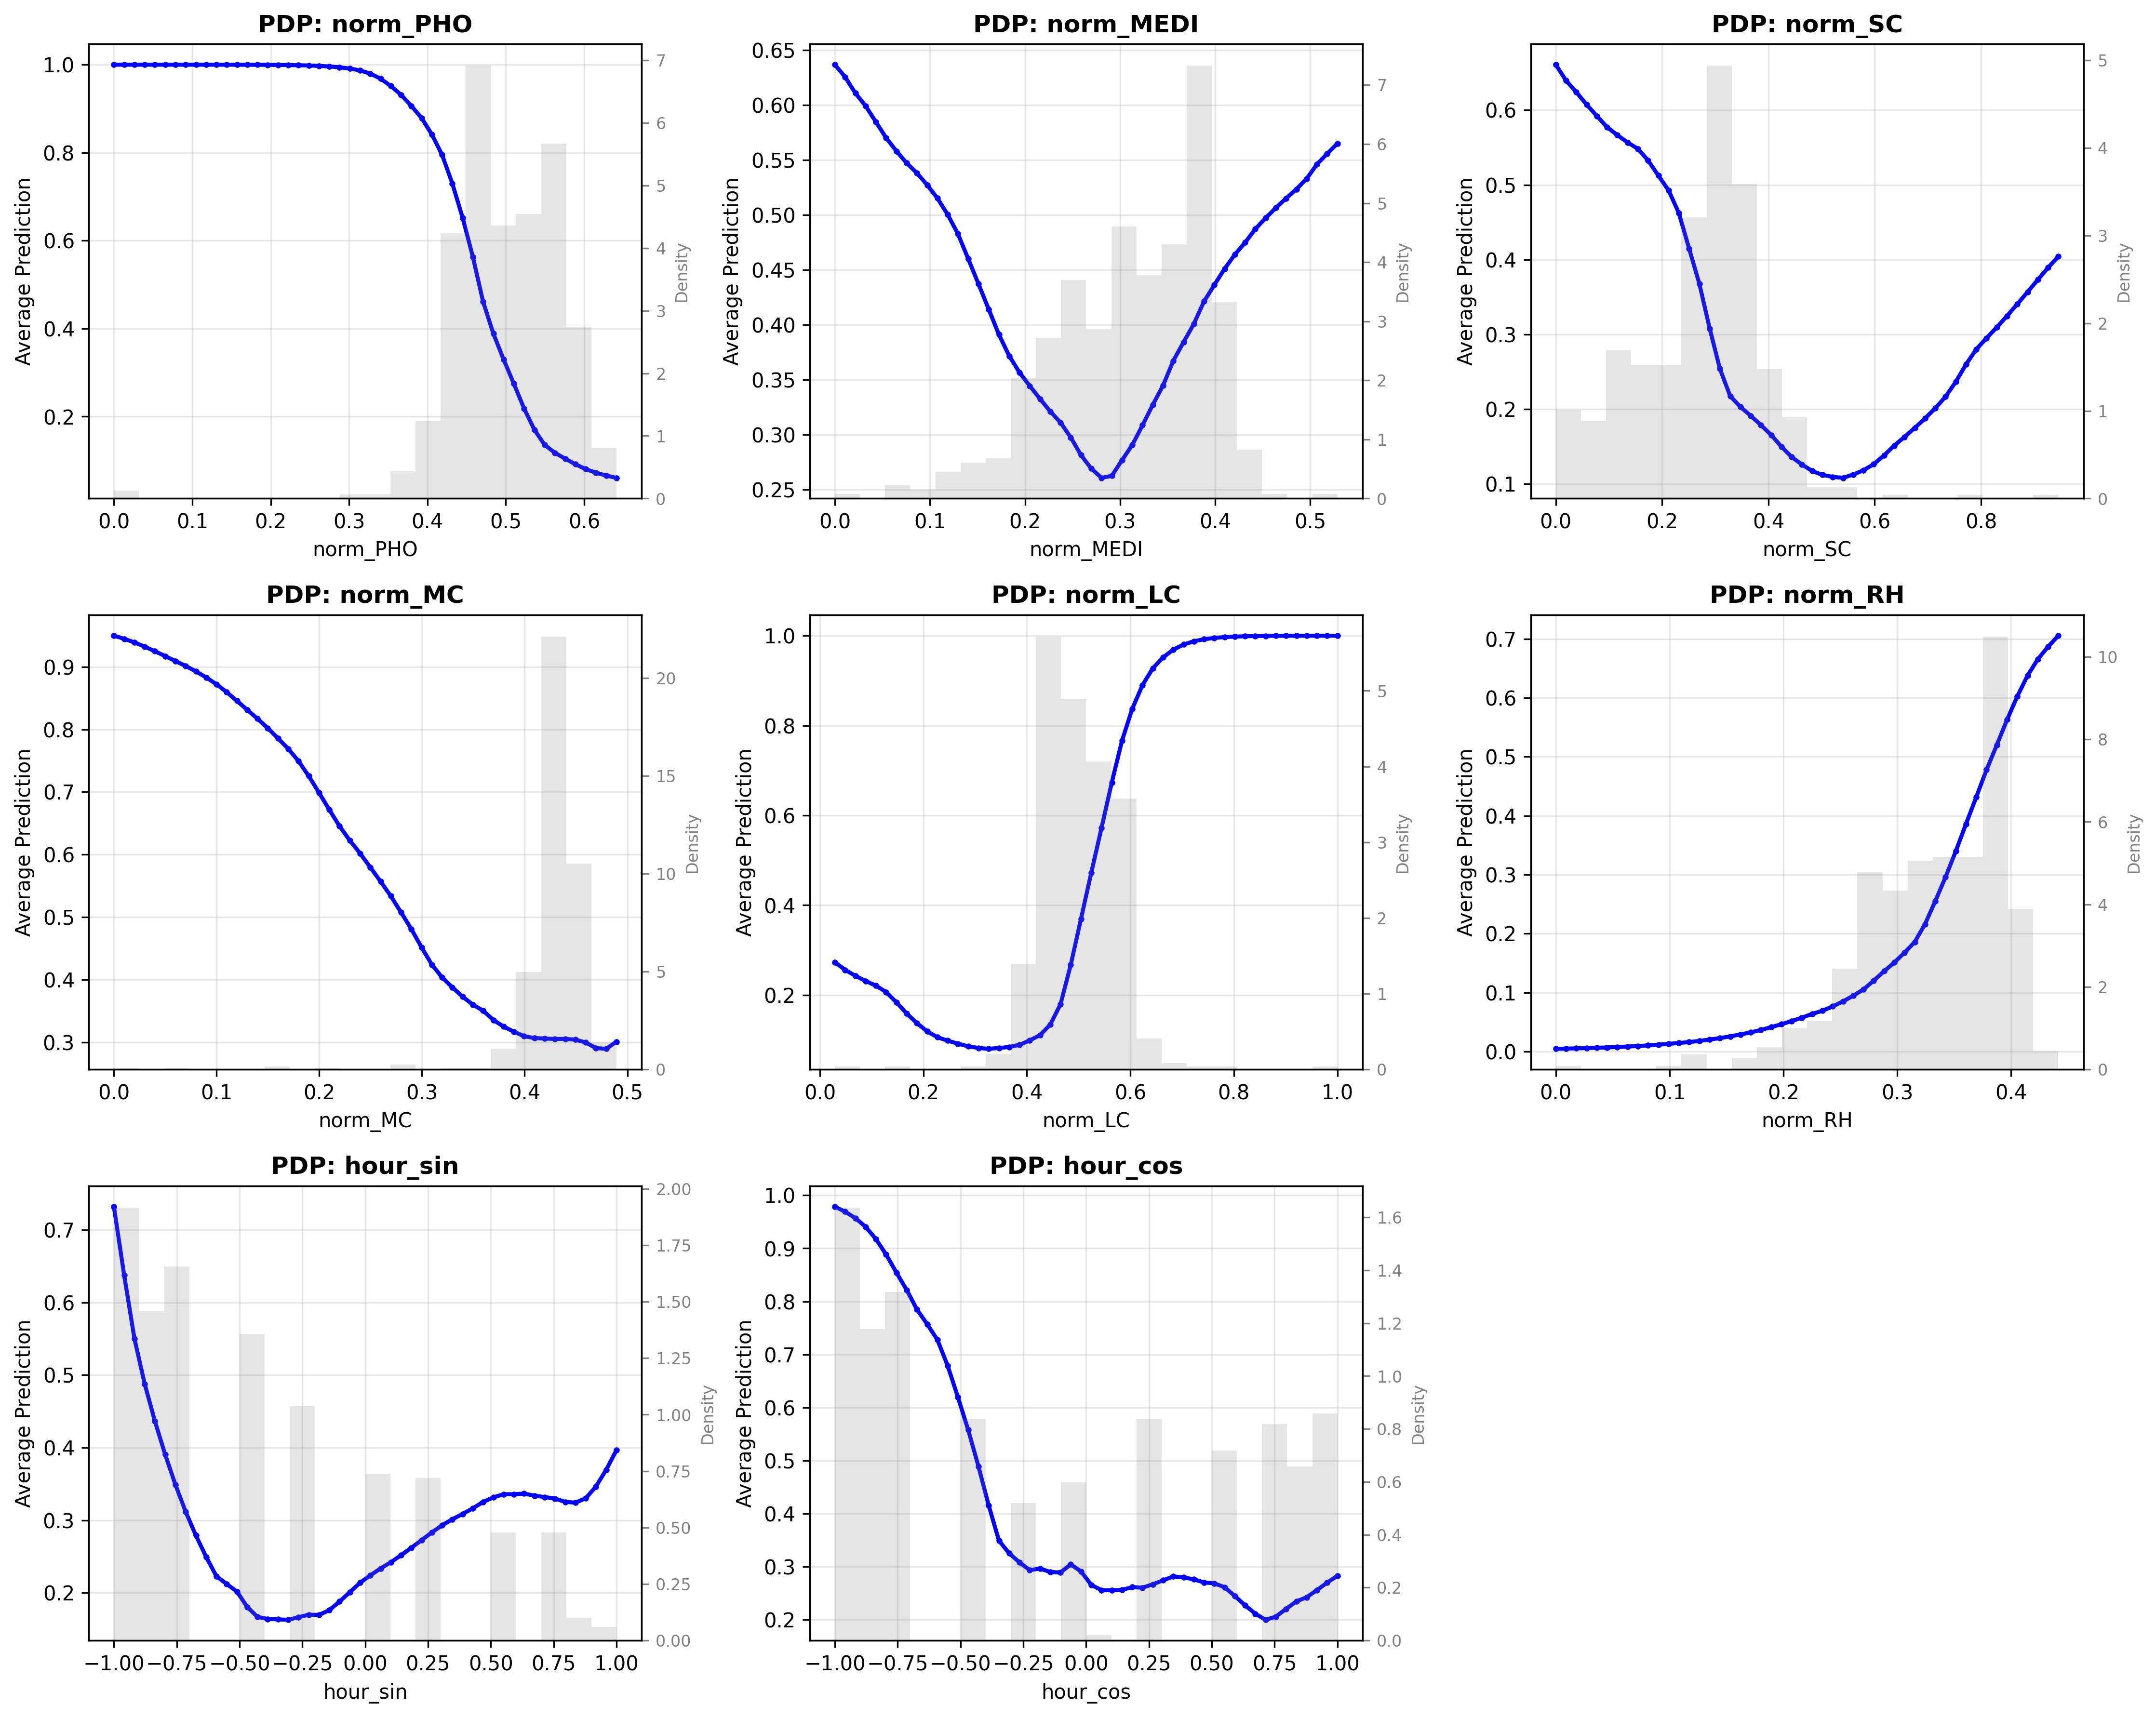 PDP: norm_PHO
1.0
0.8
0.6
0.4
0.2
Average Prediction
7
6
5
4
3
2
1
0
Density
0.0 0.1 0.2 0.3 0.4 0.5 0.6
norm_PHO
PDP: norm_MEDI
0.65
0.60
0.55
0.50
0.45
0.40
0.35
0.30
0.25
Average Prediction
7
6
5
4
3
2
1
0
Density
0.0 0.1 0.2 0.3 0.4 0.5
norm_MEDI
PDP: norm_SC
0.6
0.5
0.4
0.3
0.2
0.1
Average Prediction
5
4
3
2
1
0
Density
0.0 0.2 0.4 0.6 0.8
norm_SC
PDP: norm_MC
0.9
0.8
0.7
0.6
0.5
0.4
0.3
Average Prediction
20
15
10
5
0
Density
0.0 0.1 0.2 0.3 0.4 0.5
norm_MC
PDP: norm_LC
1.0
0.8
0.6
0.4
0.2
Average Prediction
5
4
3
2
1
0
Density
0.0 0.2 0.4 0.6 0.8 1.0
norm_LC
PDP: norm_RH
0.7
0.6
0.5
0.4
0.3
0.2
0.1
0.0
Average Prediction
10
8
6
4
2
0
Density
0.0 0.1 0.2 0.3 0.4
norm_RH
PDP: hour_sin
0.7
0.6
0.5
0.4
0.3
0.2
Average Prediction
2.00
1.75
1.50
1.25
1.00
0.75
0.50
0.25
0.00
Density
−1.00 −0.75 −0.50 −0.25 0.00 0.25 0.50 0.75 1.00
hour_sin
PDP: hour_cos
1.0
0.9
0.8
0.7
0.6
0.5
0.4
0.3
0.2
Average Prediction
1.6
1.4
1.2
1.0
0.8
0.6
0.4
0.2
0.0
Density
−1.00 −0.75 −0.50 −0.25 0.00 0.25 0.50 0.75 1.00
hour_cos